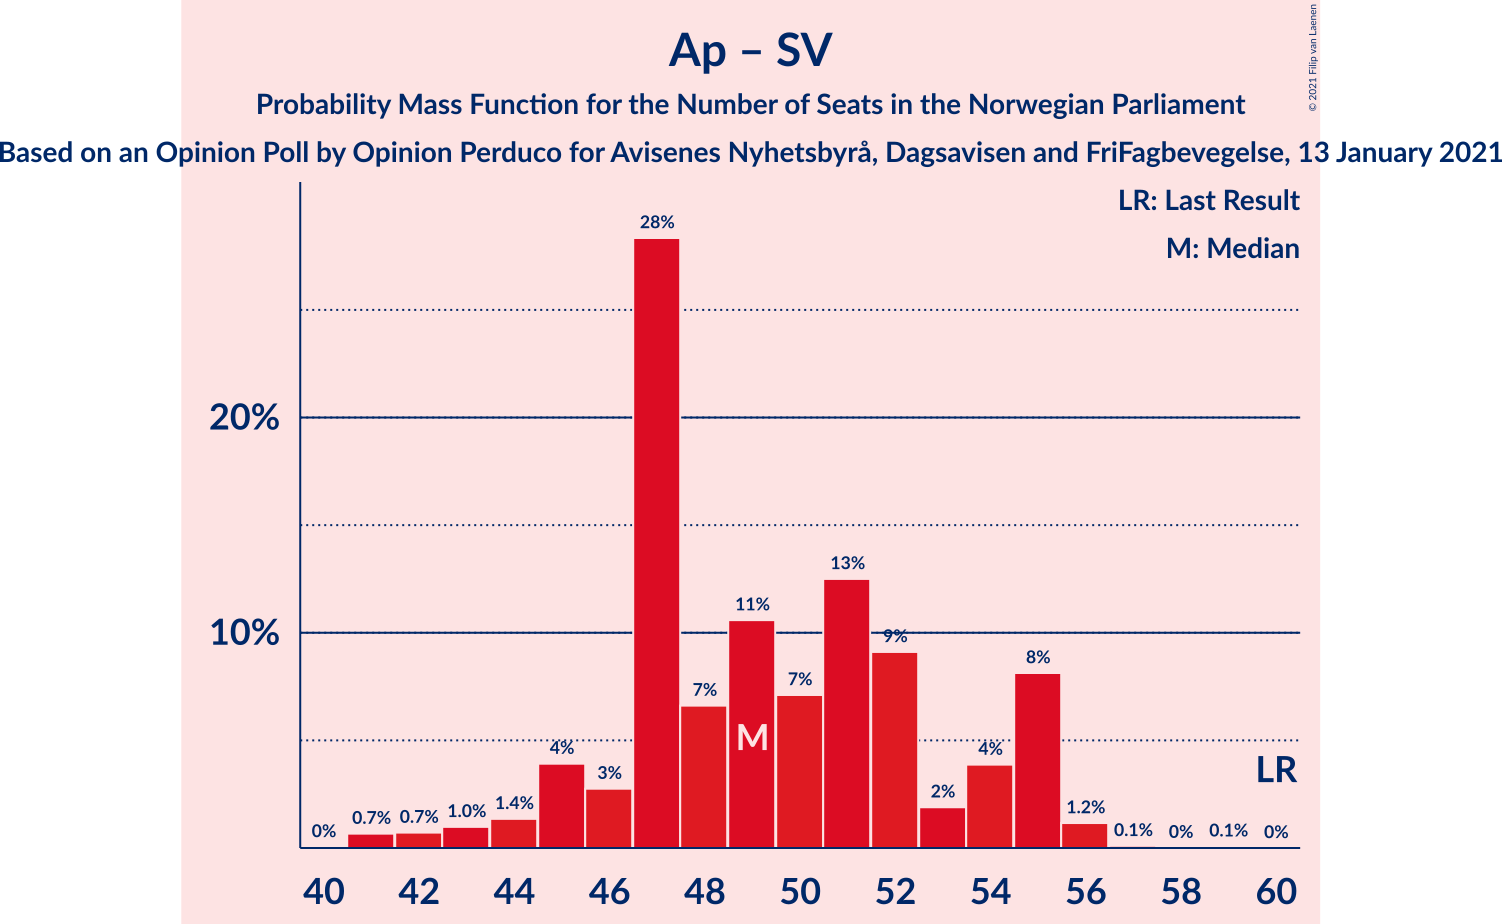 Ap – SV
Probability Mass Function for the Number of Seats in the Norwegian Parliament
Based on an Opinion Poll by Opinion Perduco for Avisenes Nyhetsbyrå, Dagsavisen and FriFagbevegelse, 13 January 2021
© 2021 Filip van Laenen
LR: Last Result
M: Median
20%
10%
0%
0.7%
0.7%
1.0%
1.4%
4%
3%
28%
7%
11%
7%
13%
9%
2%
4%
8%
1.2%
0.1%
0%
0.1%
0%
M
LR
40 42 44 46 48 50 52 54 56 58 60